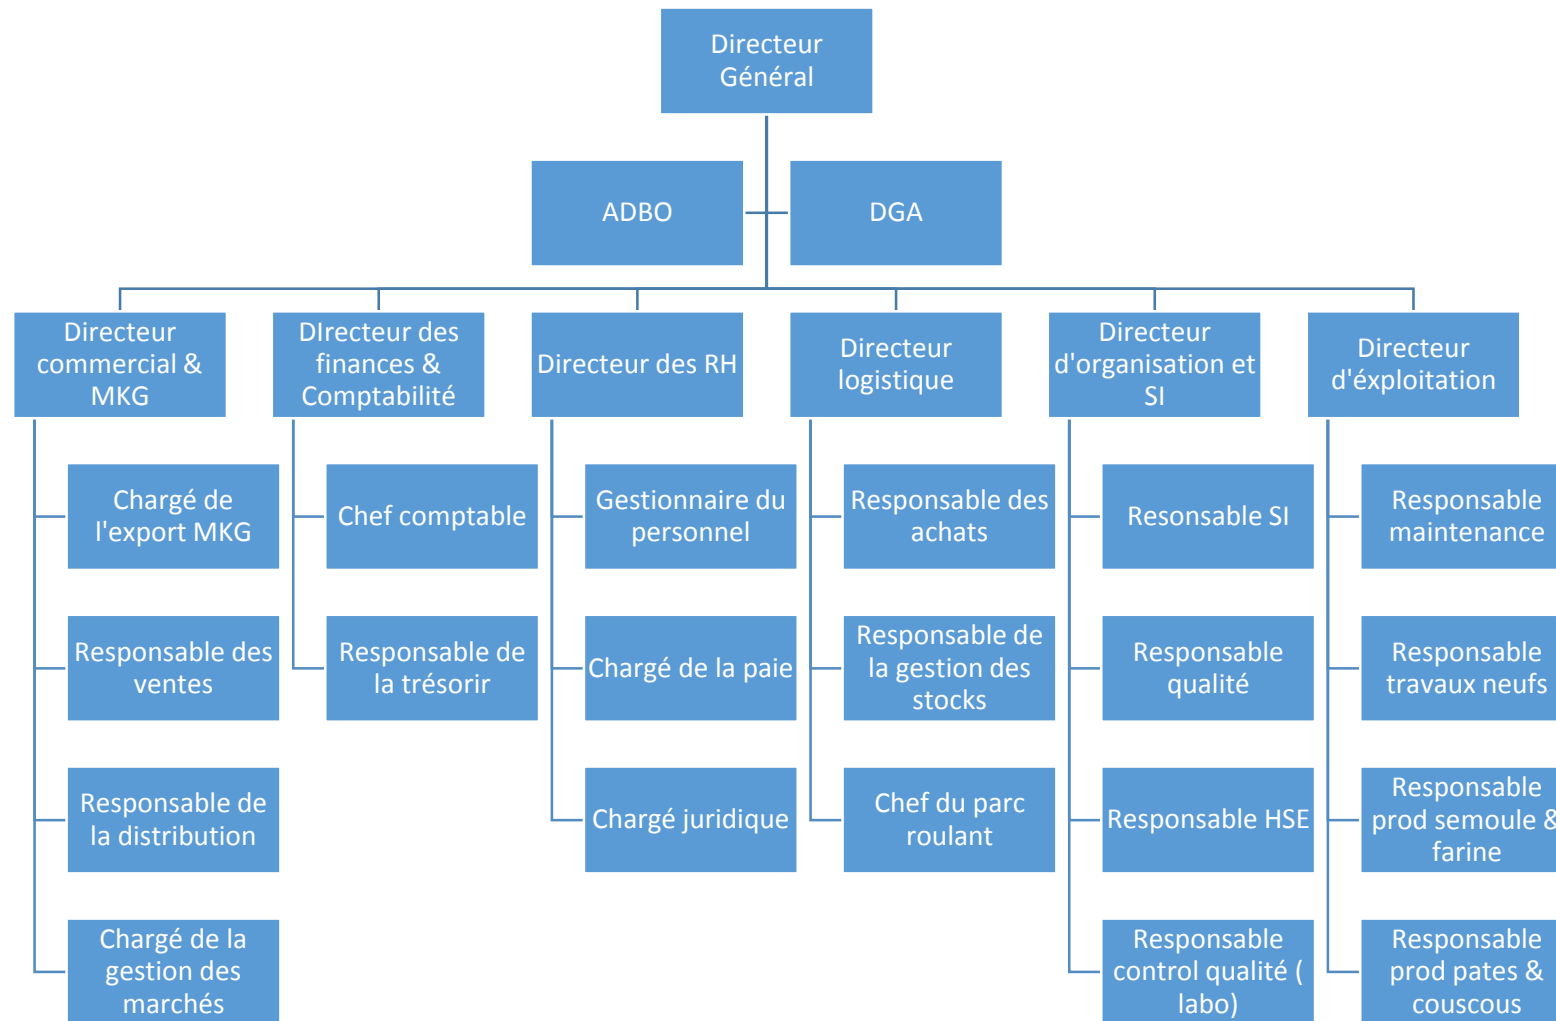 Directeur
Général
ADBO
DGA
Directeur
commercial &
MKG
DIrecteur des
finances &
Comptabilité
Directeur des RH
Directeur
logistique
Directeur
d'organisation et
SI
Directeur
d'éxploitation
Chargé de
l'export MKG
Chef comptable
Gestionnaire du
personnel
Responsable des
achats
Resonsable SI
Responsable
maintenance
Responsable des
ventes
Responsable de
la trésorir
Chargé de la paie
Responsable de
la gestion des
stocks
Responsable
qualité
Responsable
travaux neufs
Responsable de
la distribution
Chargé juridique
Chef du parc
roulant
Responsable HSE
Responsable
prod semoule &
farine
Chargé de la
gestion des
marchés
Responsable
control qualité (
labo)
Responsable
prod pates &
couscous